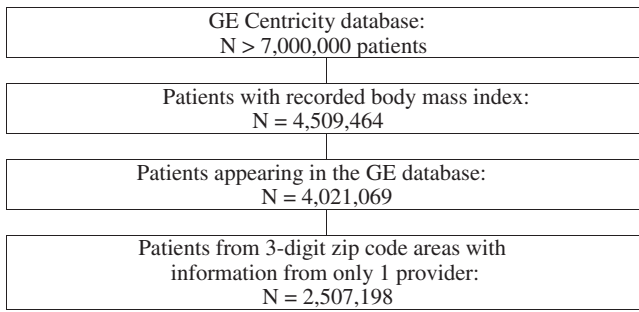 GE Centricity database:
N > 7,000,000 patients
Patients with recorded body mass index:
N = 4,509,464
Patients appearing in the GE database:
N = 4,021,069
Patients from 3-digit zip code areas with
information from only 1 provider:
N = 2,507,198